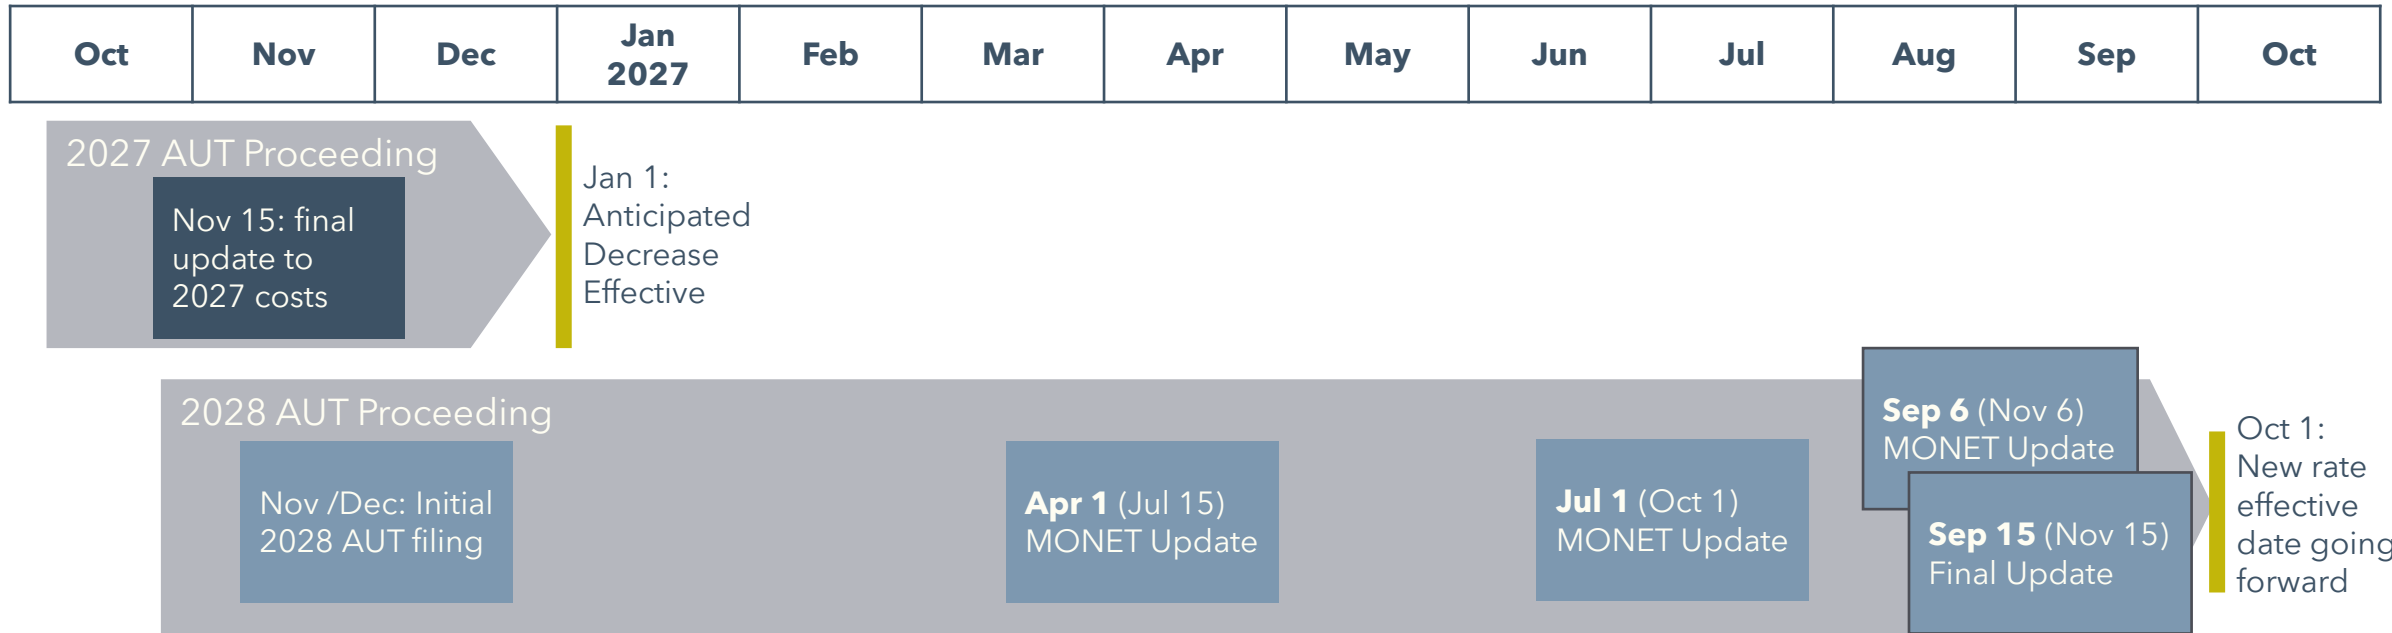 Oct
Nov
Dec
Jan
2027
Feb
Mar
Apr
May
Jun
Jul
Aug
Sep
Oct
2027 AUT Proceeding
Nov 15: final
update to
2027 costs
Jan 1:
Anticipated
Decrease
Effective
2028 AUT Proceeding
Nov /Dec: Initial
2028 AUT filing
Apr 1 (Jul 15)
MONET Update
Jul 1 (Oct 1)
MONET Update
Sep 6 (Nov 6)
MONET Update
Sep 15 (Nov 15)
Final Update
Oct 1:
New rate
effective
date going
forward